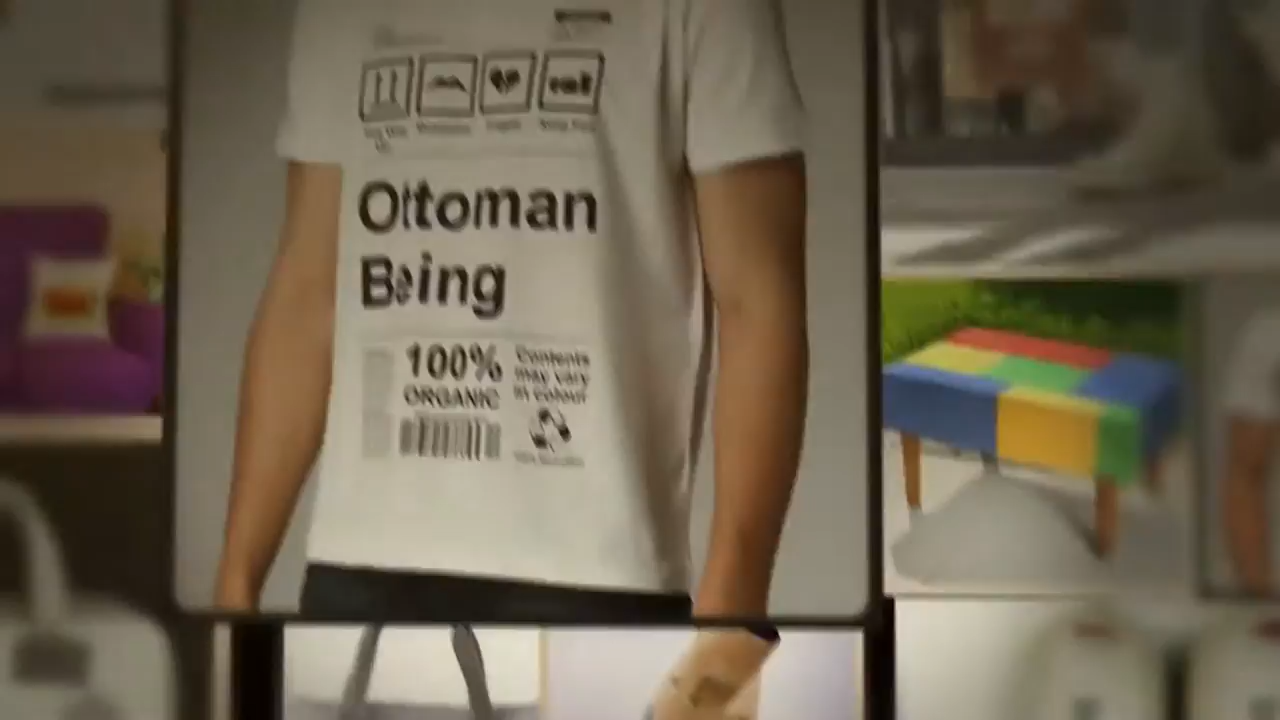 Ottoman
Being
100%
ORGANIC
Contents
may vary
in colour